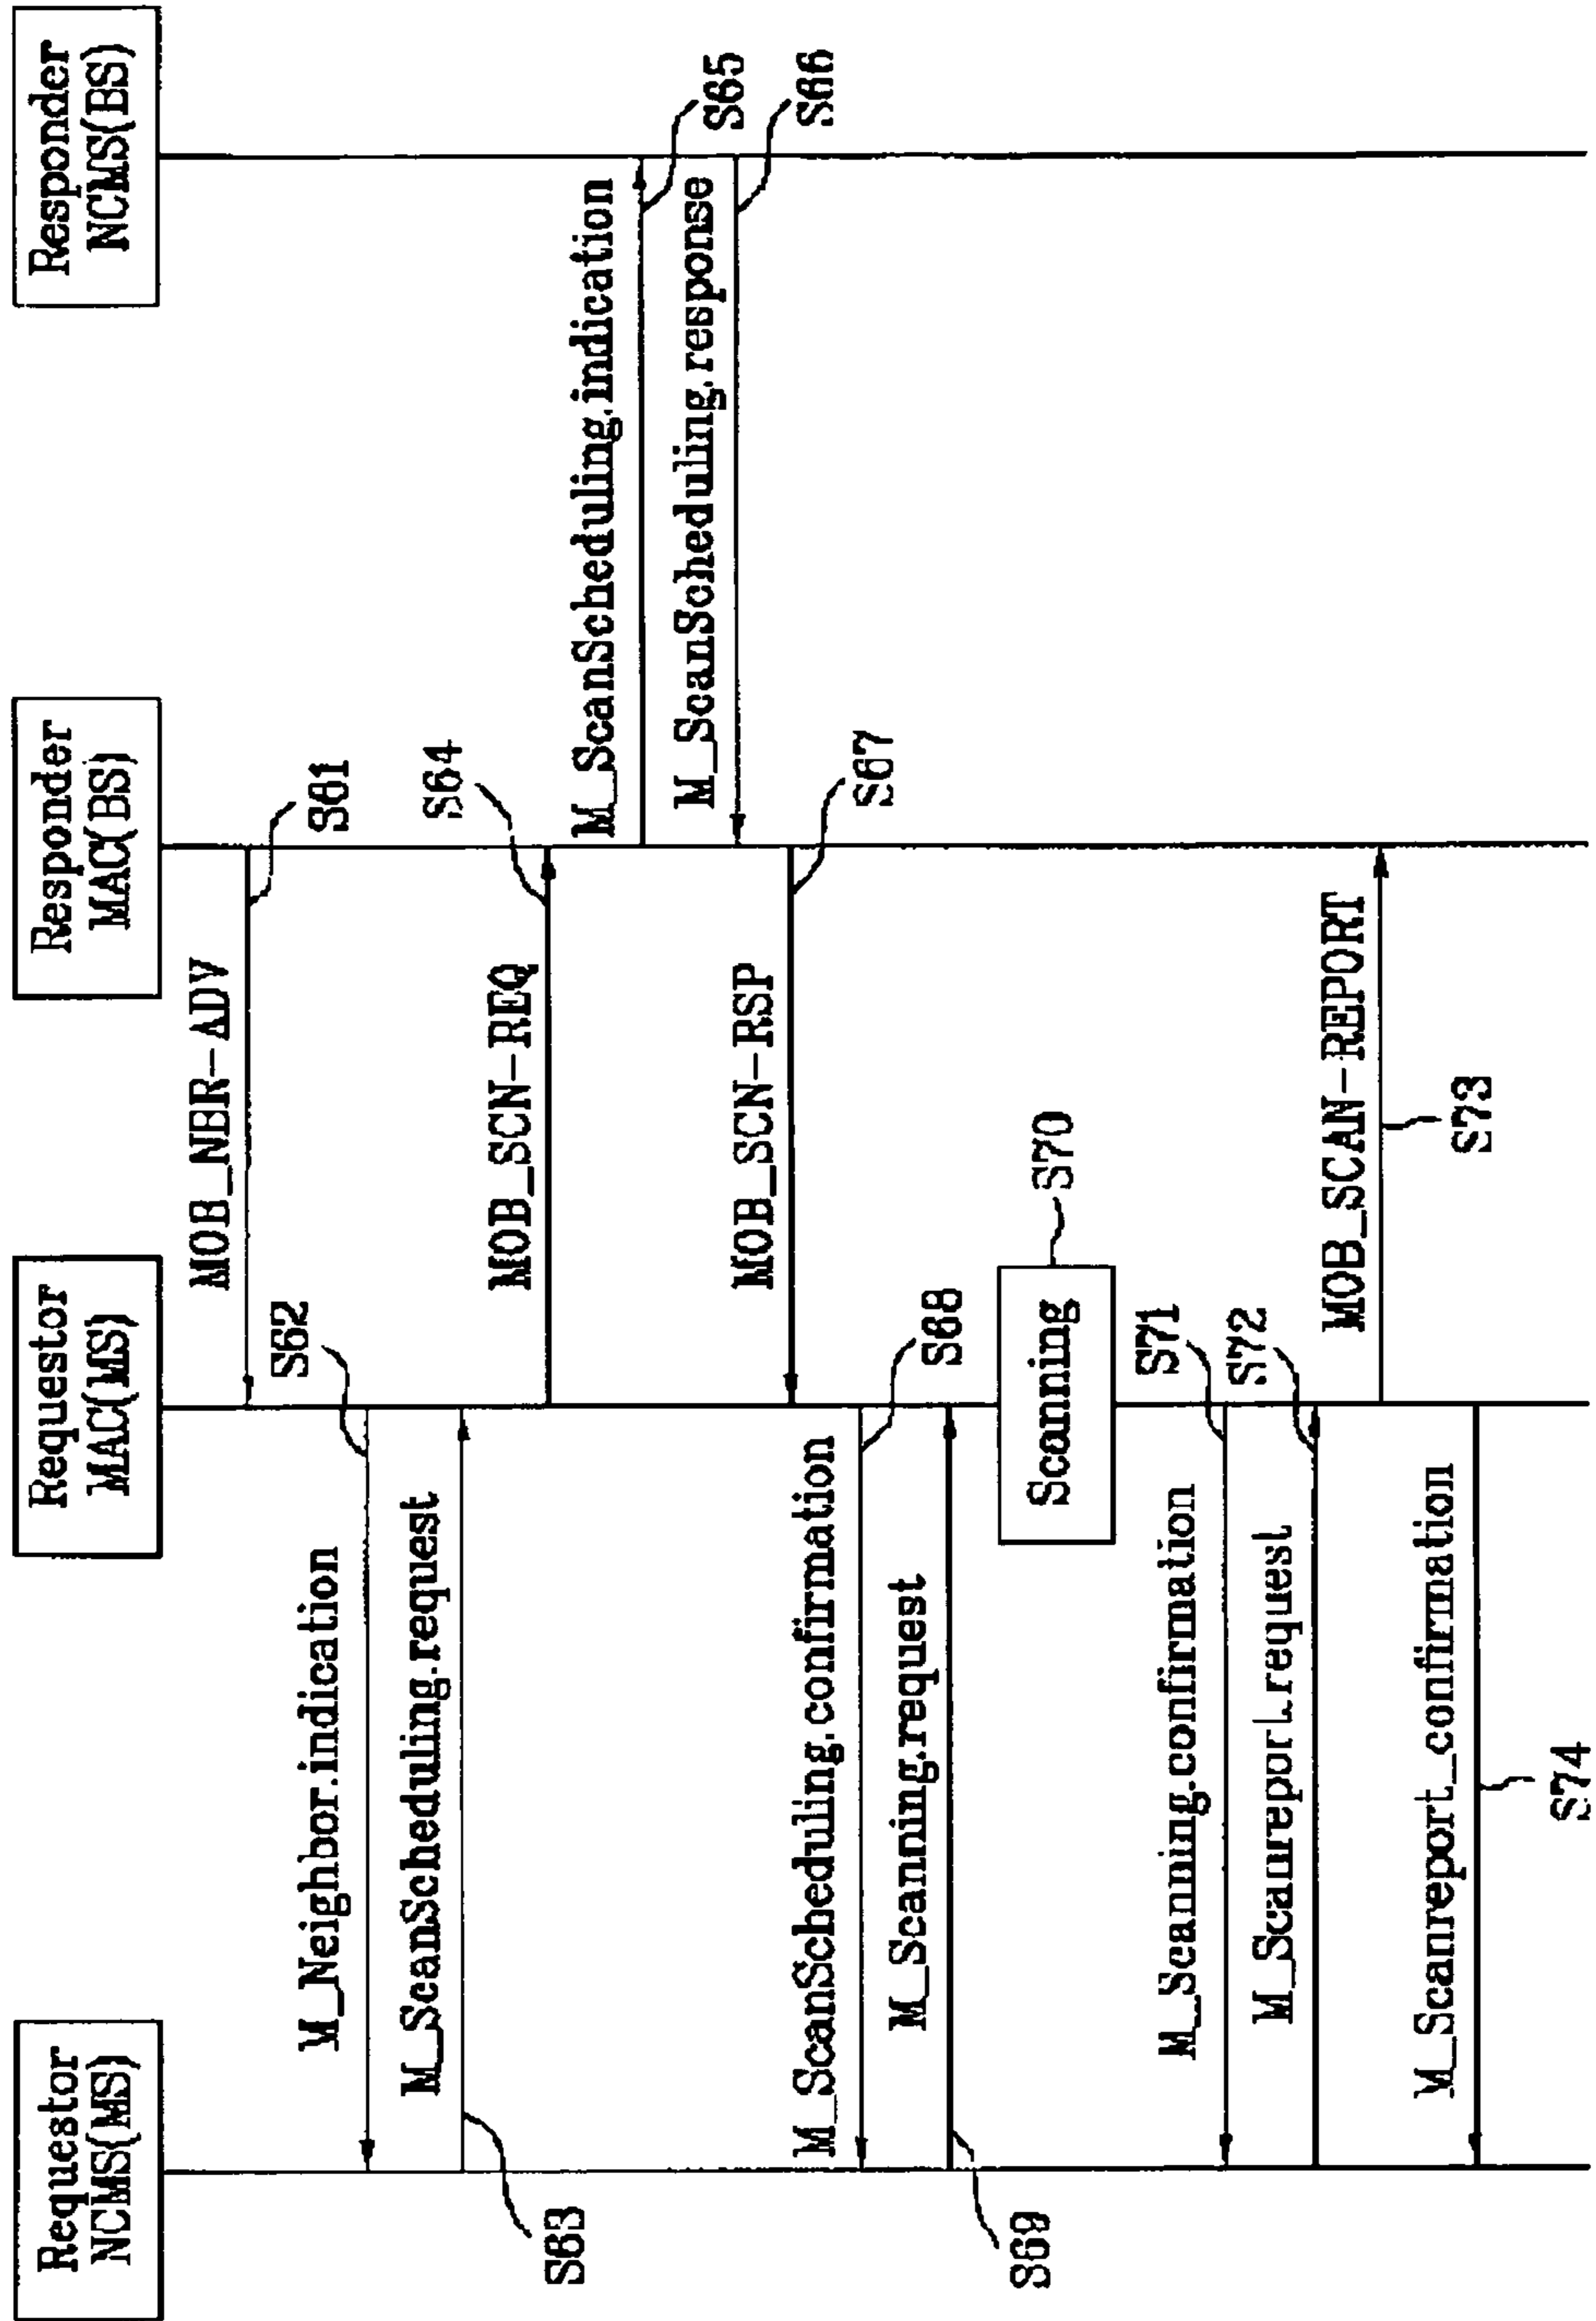 Requestor
NCMS(MS)
Requestor
MAC(MS)
Responder
MAC(BS)
Responder
NCMS(BS)
MOB_NBR-ADV
S61
M_Neighbor.indication
S62
M_ScanScheduling.request
S63
MOB_SCN-REQ
S64
M_ScanScheduling.indication
S65
M_ScanScheduling.response
S66
MOB_SCN-RSP
S67
M_ScanScheduling.confirmation
S68
M_Scanning.request
S69
Scanning
S70
M_Scanning.confirmation
S71
M_Scanreport_request
S72
MOB_SCAN-REPORT
S73
M_Scanreport_confirmation
S74